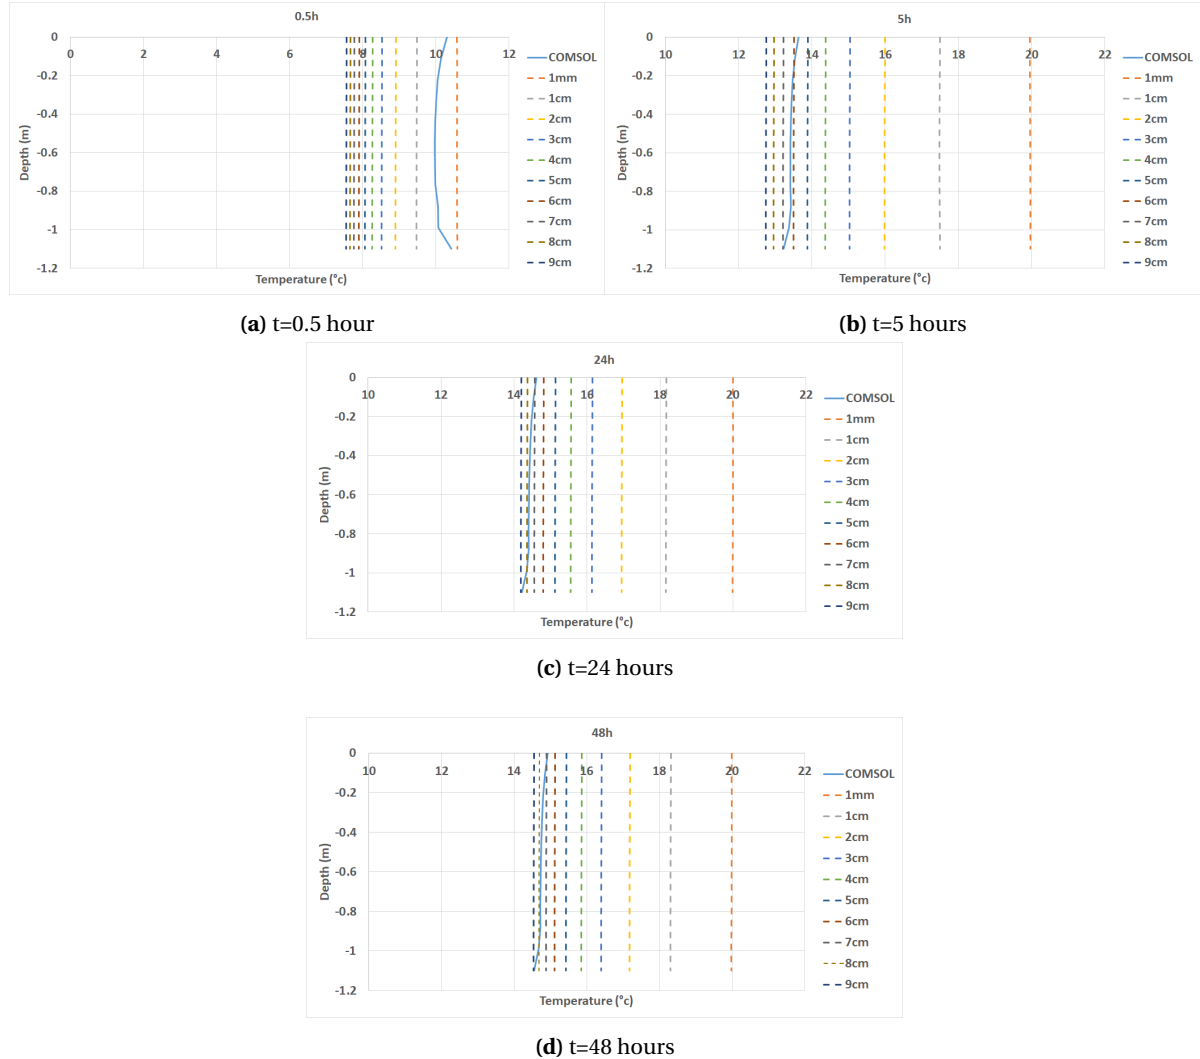 0.5h
0 2 4 6 8 10 12
0
-0.2
-0.4
-0.6
-0.8
-1
-1.2
Depth (m)
Temperature (°c)
COMSOL
1mm
1cm
2cm
3cm
4cm
5cm
6cm
7cm
8cm
9cm
(a) t=0.5 hour
5h
10 12 14 16 18 20 22
0
-0.2
-0.4
-0.6
-0.8
-1
-1.2
Depth (m)
Temperature (°c)
COMSOL
1mm
1cm
2cm
3cm
4cm
5cm
6cm
7cm
8cm
9cm
(b) t=5 hours
24h
10 12 14 16 18 20 22
0
-0.2
-0.4
-0.6
-0.8
-1
-1.2
Depth (m)
Temperature (°c)
COMSOL
1mm
1cm
2cm
3cm
4cm
5cm
6cm
7cm
8cm
9cm
(c) t=24 hours
48h
10 12 14 16 18 20 22
0
-0.2
-0.4
-0.6
-0.8
-1
-1.2
Depth (m)
Temperature (°c)
COMSOL
1mm
1cm
2cm
3cm
4cm
5cm
6cm
7cm
8cm
9cm
(d) t=48 hours